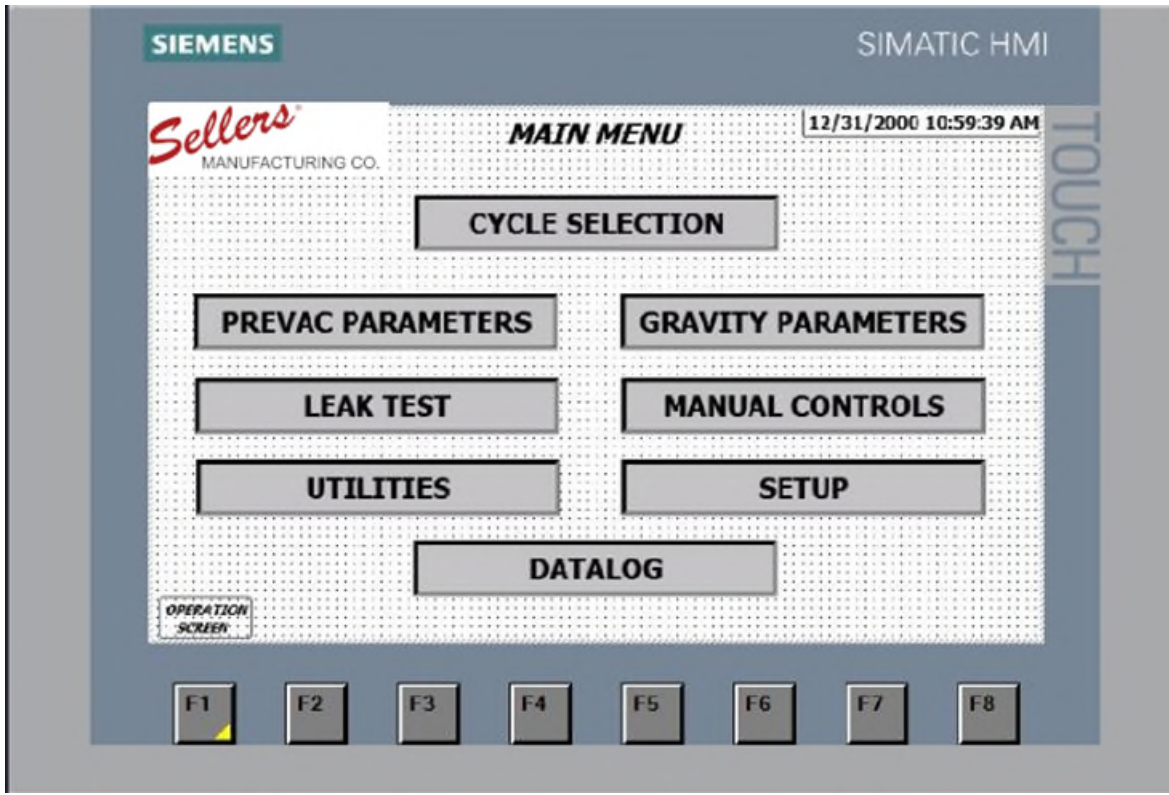 SIEMENS
SIMATIC HMI
Sellers®
MANUFACTURING CO.
MAIN MENU
12/31/2000 10:59:39 AM
TOUCH
CYCLE SELECTION
PREVAC PARAMETERS
GRAVITY PARAMETERS
LEAK TEST
MANUAL CONTROLS
UTILITIES
SETUP
DATALOG
OPERATION
SCREEN
F1
F2
F3
F4
F5
F6
F7
F8